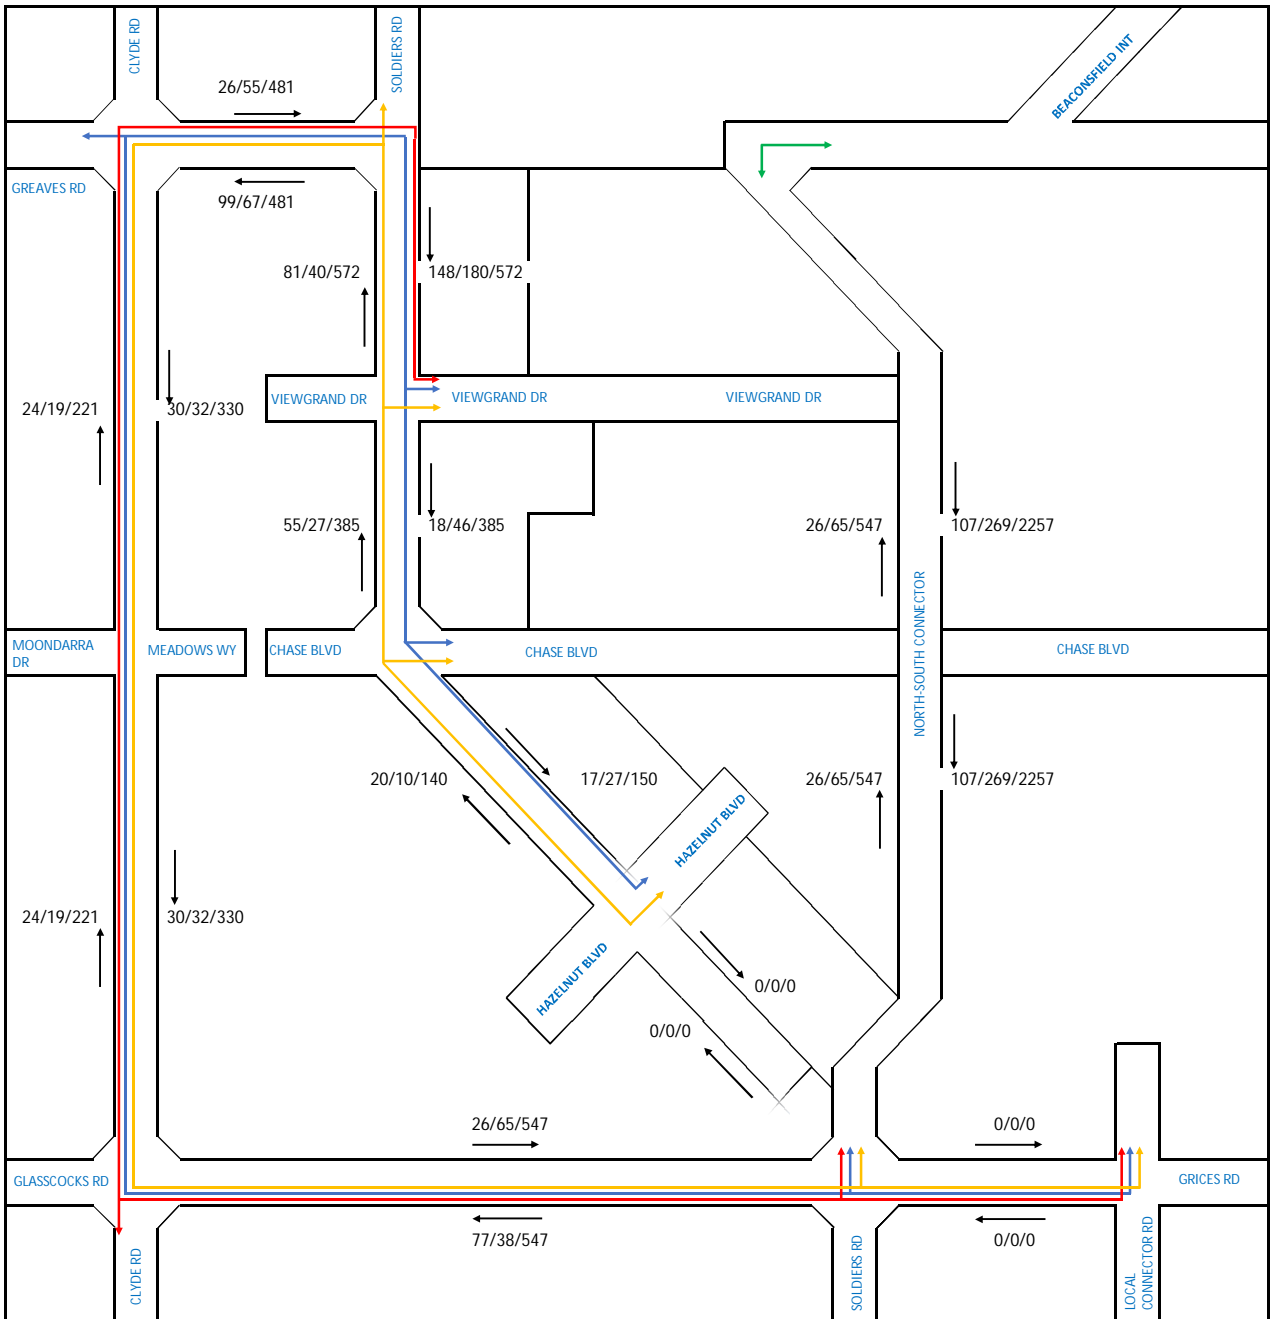 CLYDE RD
SOLDIERS RD
BEACONSFIELD INT
26/55/481
GREAVES RD
99/67/481
81/40/572
148/180/572
24/19/221
30/32/330
VIEWGRAND DR
VIEWGRAND DR
VIEWGRAND DR
55/27/385
18/46/385
26/65/547
107/269/2257
NORTH-SOUTH CONNECTOR
MOONDARRA
DR
MEADOWS WY
CHASE BLVD
CHASE BLVD
CHASE BLVD
20/10/140
17/27/150
26/65/547
107/269/2257
HAZELNUT BLVD
24/19/221
30/32/330
HAZELNUT BLVD
0/0/0
0/0/0
26/65/547
0/0/0
GLASSCOCKS RD
GRICES RD
77/38/547
0/0/0
CLYDE RD
SOLDIERS RD
LOCAL
CONNECTOR RD